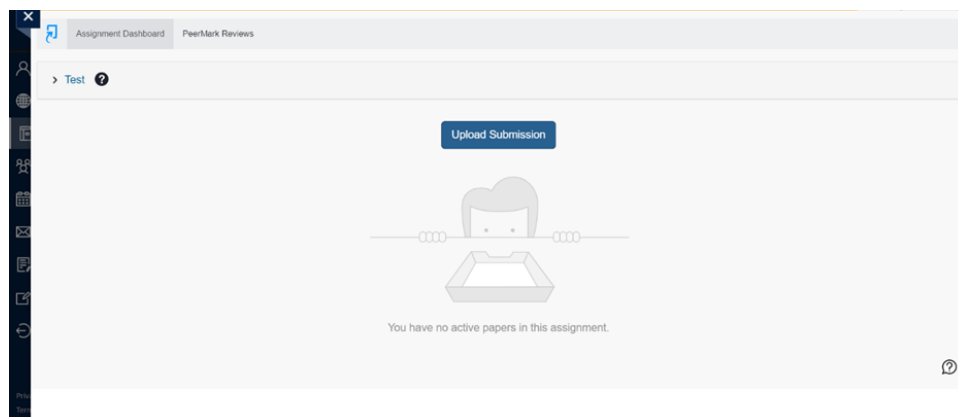 Assignment Dashboard PeerMark Reviews
Test
Upload Submission
You have no active papers in this assignment.